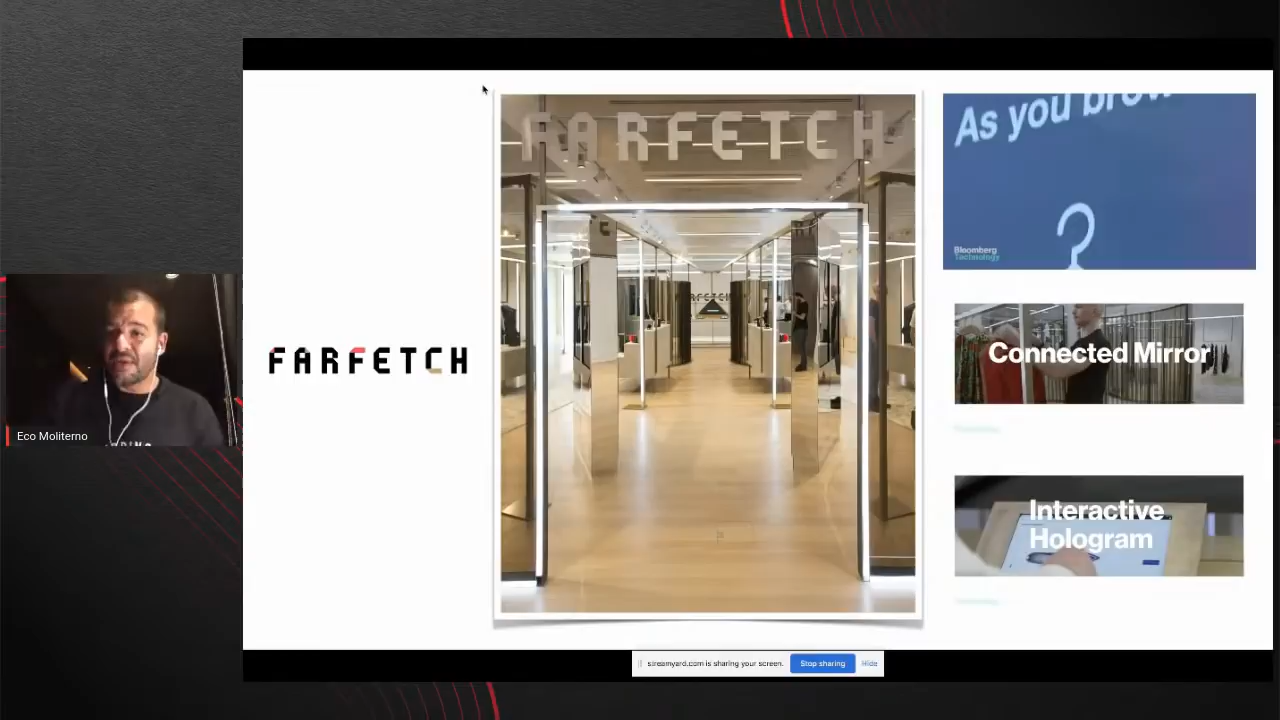 Eco Moliterno
FARFETCH
FARFETCH
As you brow
Bloomberg
Technology
Connected Mirror
Interactive
Hologram
streamyard.com is sharing your screen.
Stop sharing
Hide